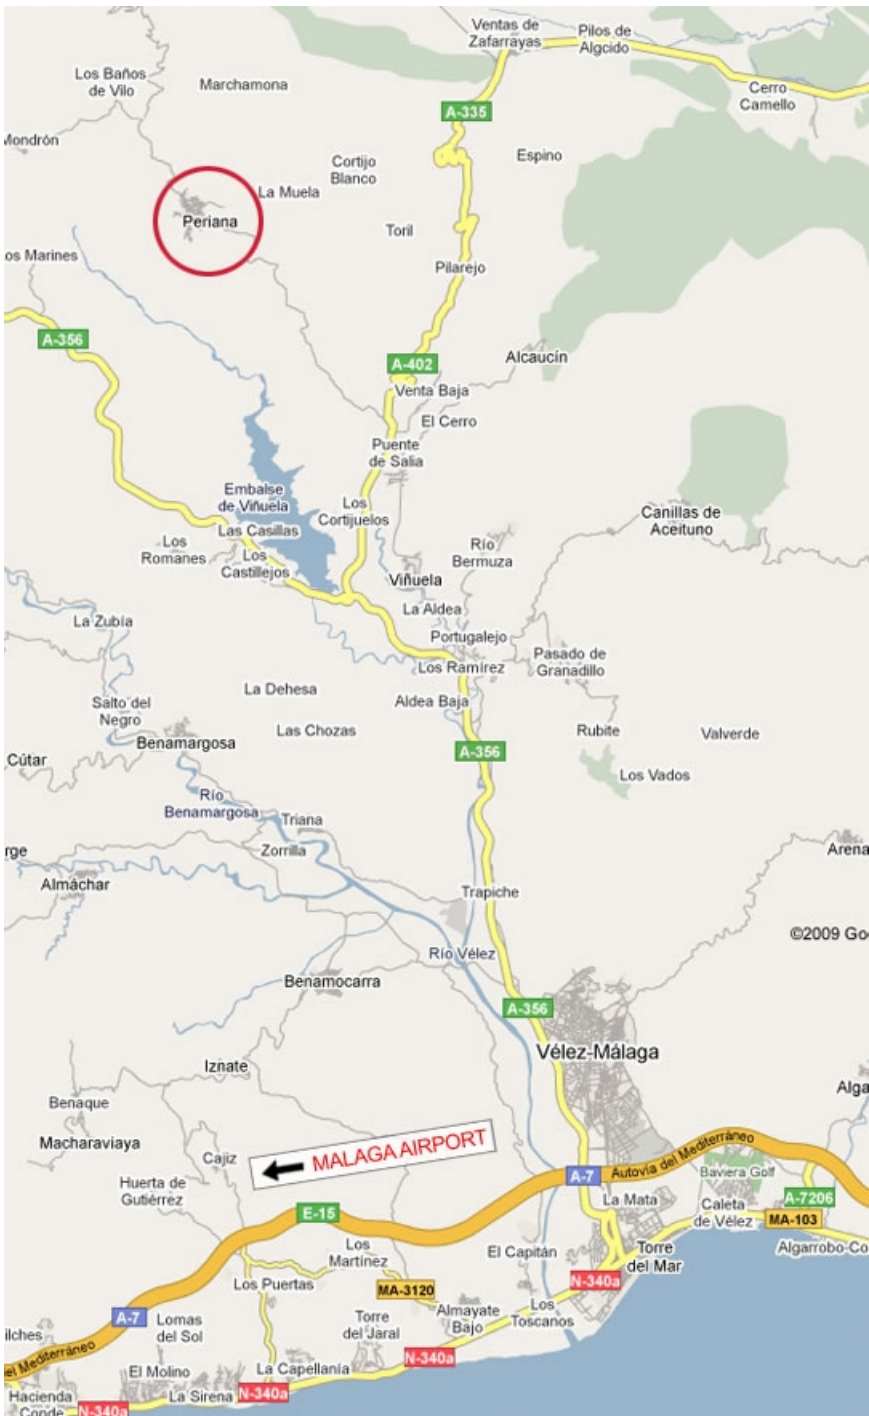 Ventas de
Zafarrayas
Pilos de
Algcido
Los Baños
de Vilo
Marchamona
Cerro
Camello
A-335
Mondrón
Cortijo
Blanco
Espino
La Muela
Periana
Toril
os Marines
Pilarejo
A-356
A-402
Alcaucín
Venta Baja
El Cerro
Puente
de Salia
Embalse
de Viñuela
Los
Cortijuelos
Canillas de
Aceituno
Las Casillas
Los
Romanes
Los
Castillejos
Río
Bermuza
Viñuela
La Aldea
La Zubía
Portugalejo
Los Ramírez
Pasado de
Granadillo
La Dehesa
Aldea Baja
Salto del
Negro
Las Chozas
Rubite
Valverde
Benamargosa
A-356
Cútar
Los Vados
Río
Benamargosa
Triana
Zorrilla
rge
Arena
Almáchar
Trapiche
©2009 Goo
Río Vélez
Benamocarra
A-356
Vélez-Málaga
Iznate
Benaque
Alga
Macharaviaya
MALAGA AIRPORT
Cajiz
Autovía del Mediterráneo
Baviera Golf
Huerta de
Gutiérrez
A-7
A-7206
La Mata
Caleta
de Vélez
MA-103
E-15
Los
Martínez
El Capitán
Torre
del Mar
Algarrobo-Co
N-340a
Los Puertas
MA-3120
A-7
Lomas
del Sol
Torre
del Jaral
Almayate
Bajo
Los
Toscanos
ilches
del Mediterráneo
N-340a
El Molino
La Capellanía
La Sirena
N-340a
Hacienda
Conde
N-340a